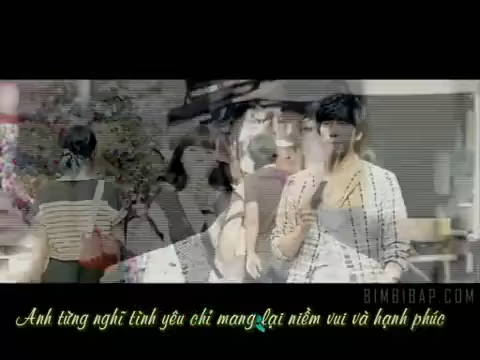 BIMBIBAP.COM
Anh từng nghĩ tình yêu chỉ mang lại niềm vui và hạnh phúc